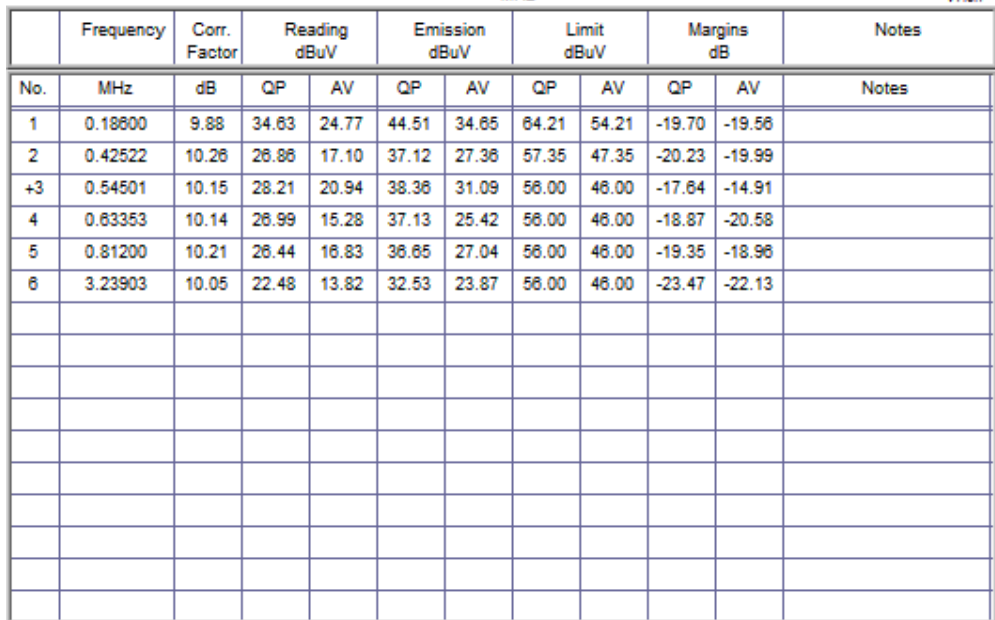 Frequency Corr. Reading Emission Limit Margins Notes
Factor dBuV dBuV dBuV dB
No. MHz dB QP AV QP AV QP AV QP AV Notes
1 0.18600 9.88 34.63 24.77 44.51 34.65 64.21 54.21 -19.70 -19.56
2 0.42522 10.26 26.86 17.10 37.12 27.36 57.35 47.35 -20.23 -19.99
+3 0.54501 10.15 28.21 20.94 38.36 31.09 56.00 46.00 -17.64 -14.91
4 0.63353 10.14 26.99 15.28 37.13 25.42 56.00 46.00 -18.87 -20.58
5 0.81200 10.21 26.44 16.83 36.65 27.04 56.00 46.00 -19.35 -18.96
6 3.23903 10.05 22.48 13.82 32.53 23.87 56.00 46.00 -23.47 -22.13